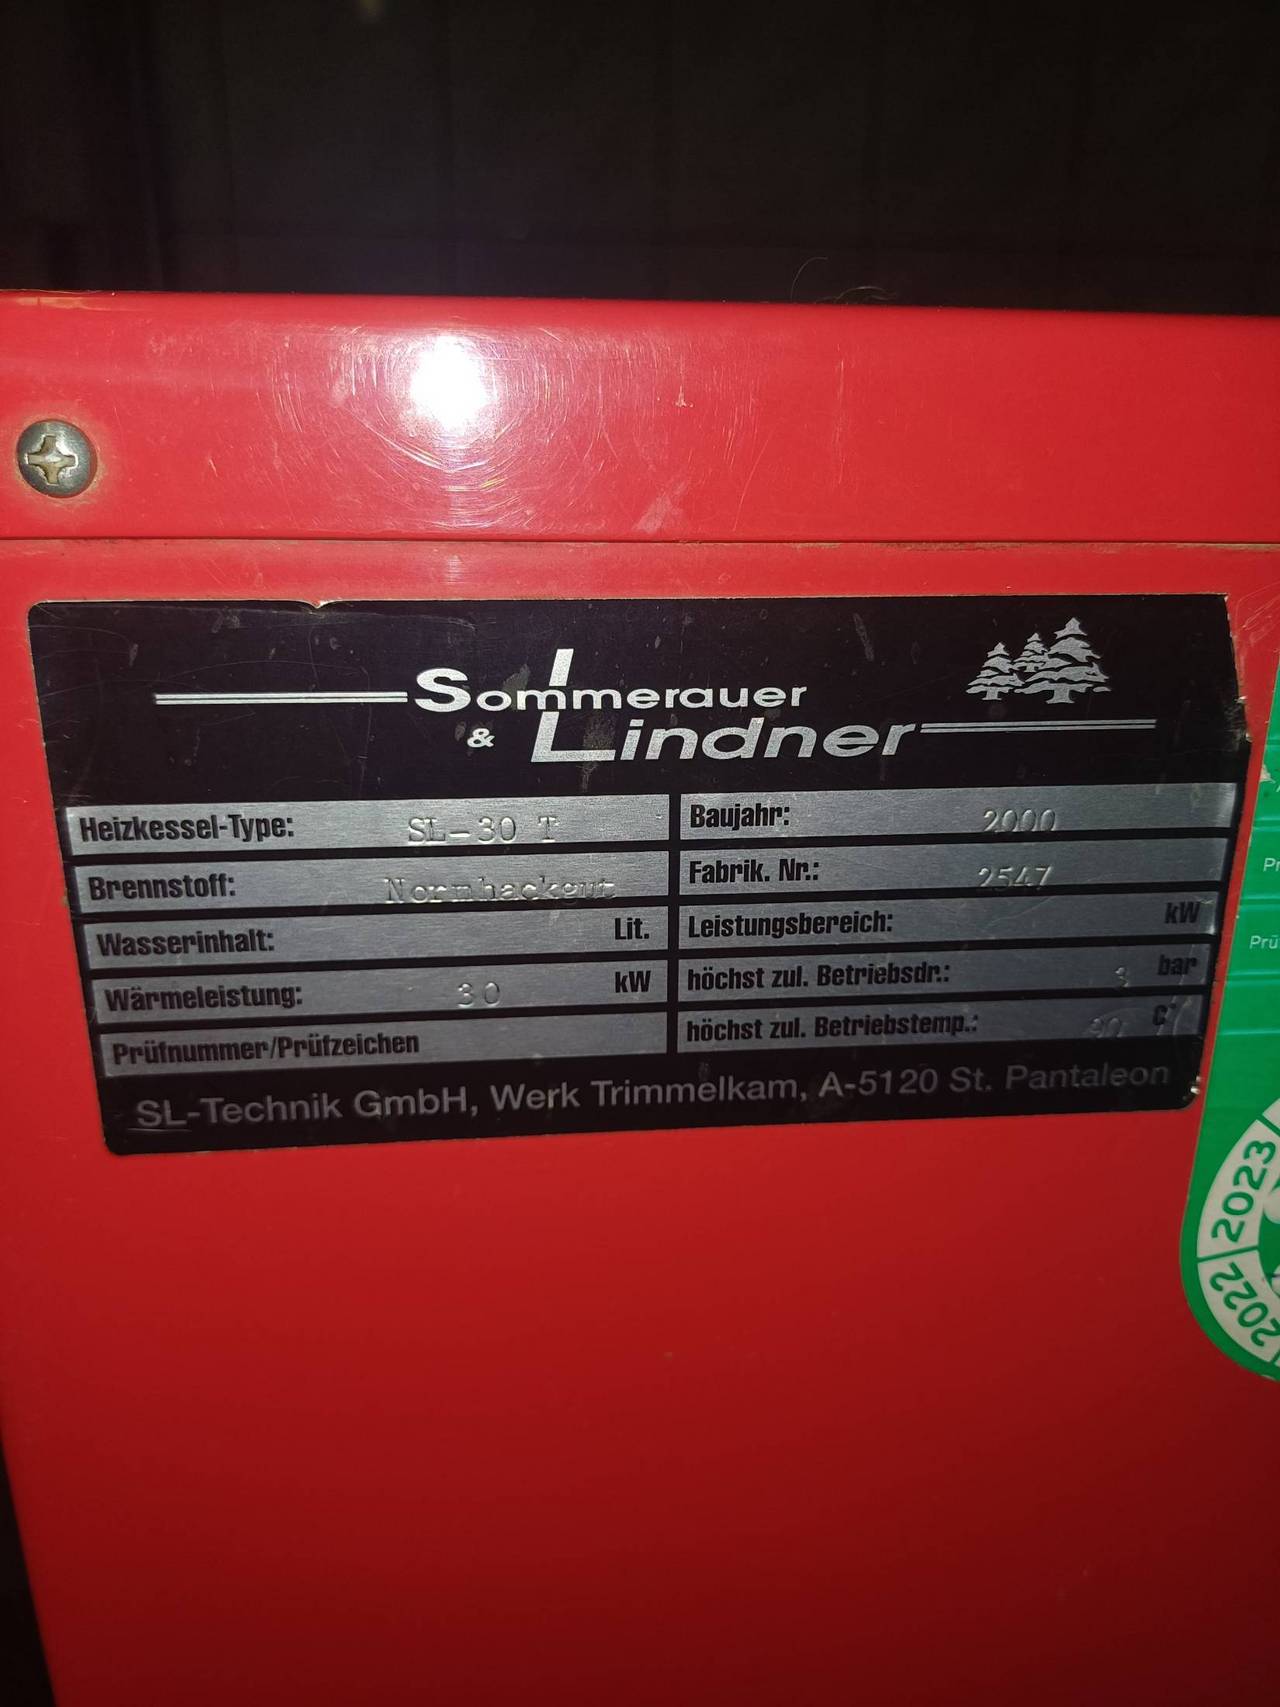 Sommerauer
& Lindner
Heizkessel-Type: SL-30 T
Baujahr: 2000
Brennstoff: Normhackgut
Fabrik. Nr.: 2547
Wasserinhalt: Lit.
Leistungsbereich: kW
Wärmeleistung: 30 kW
höchst zul. Betriebsdr.: 3 bar
Prüfnummer/Prüfzeichen
höchst zul. Betriebstemp.: 90 C°
SL-Technik GmbH, Werk Trimmelkam, A-5120 St. Pantaleon
2023
2022